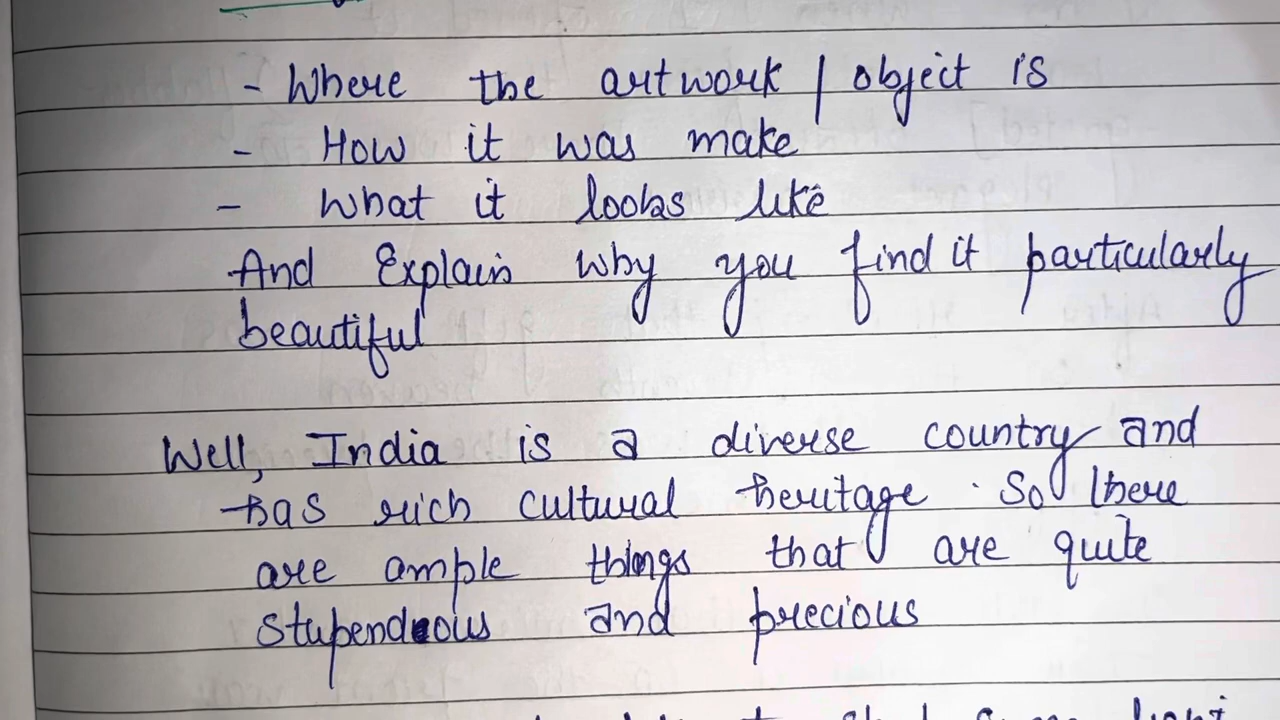 - Where the artwork / object is
- How it was make
- What it looks like
And Explain why you find it particularly
beautiful
Well, India is a diverse country and
has rich cultural heritage. So there
are ample things that are quite
stupendous and precious